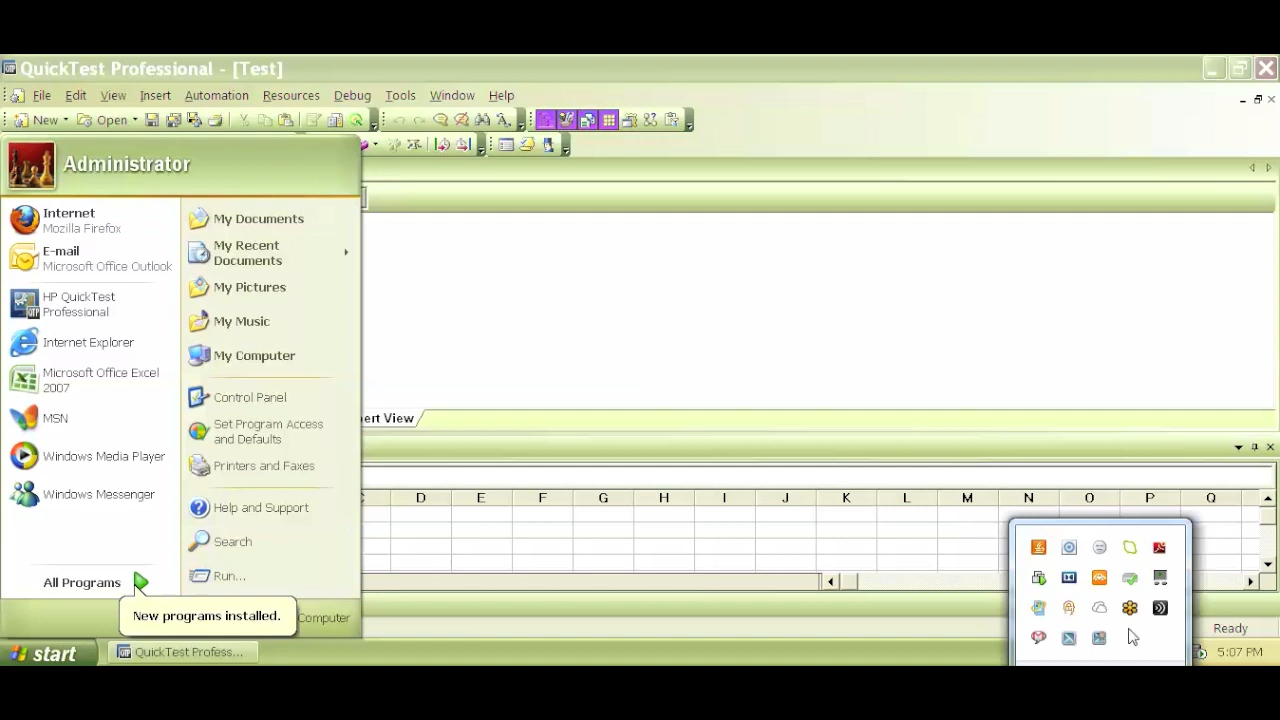 QuickTest Professional - [Test]
File Edit View Insert Automation Resources Debug Tools Window Help
New Open
Administrator
Internet
Mozilla Firefox
E-mail
Microsoft Office Outlook
HP QuickTest
Professional
Internet Explorer
Microsoft Office Excel
2007
MSN
Windows Media Player
Windows Messenger
All Programs
New programs installed.
My Documents
My Recent
Documents
My Pictures
My Music
My Computer
Control Panel
Set Program Access
and Defaults
Printers and Faxes
Help and Support
Search
Run...
Computer
ert View
D E F G H I J K L M N O P Q
Ready
start
QuickTest Profess...
5:07 PM